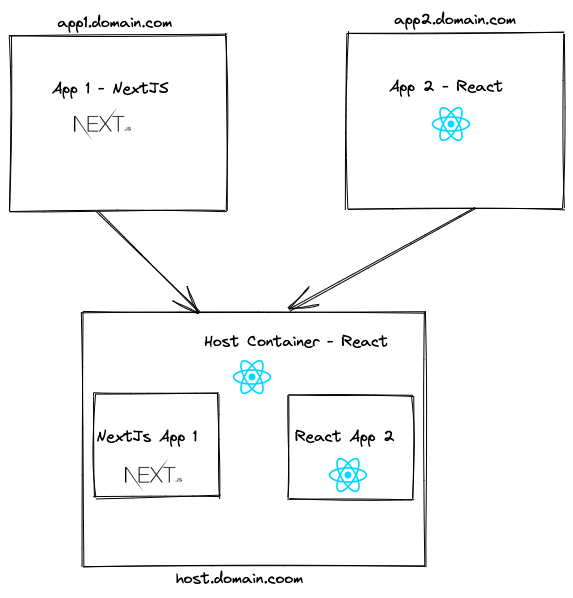 app1.domain.com
app2.domain.com
App 1 - NextJS
NEXT.JS
App 2 - React
Host Container - React
NextJs App 1
NEXT.JS
React App 2
host.domain.coom